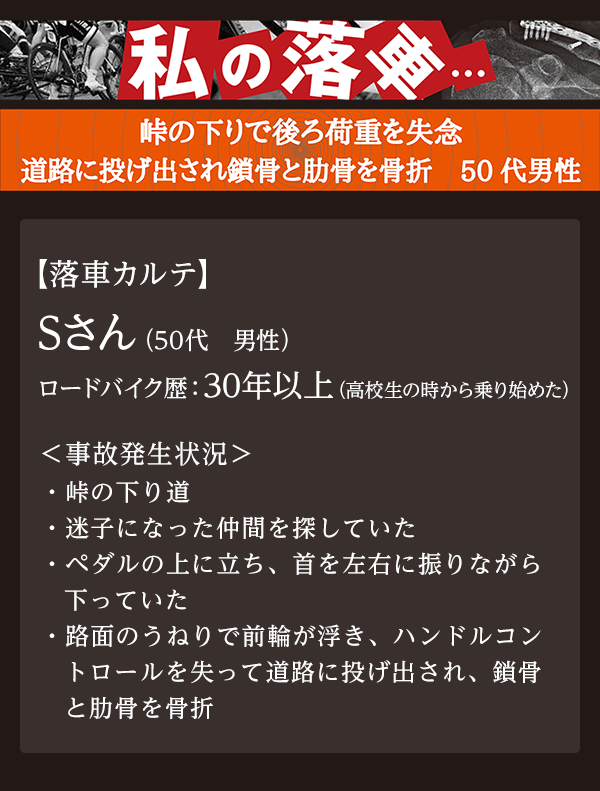 私の落車…
峠の下りで後ろ荷重を失念
道路に投げ出され鎖骨と肋骨を骨折　50代男性
【落車カルテ】
Sさん（50代　男性）
ロードバイク歴：30年以上（高校生の時から乗り始めた）
＜事故発生状況＞
・峠の下り道
・迷子になった仲間を探していた
・ペダルの上に立ち、首を左右に振りながら
下っていた
・路面のうねりで前輪が浮き、ハンドルコン
トロールを失って道路に投げ出され、鎖骨
と肋骨を骨折